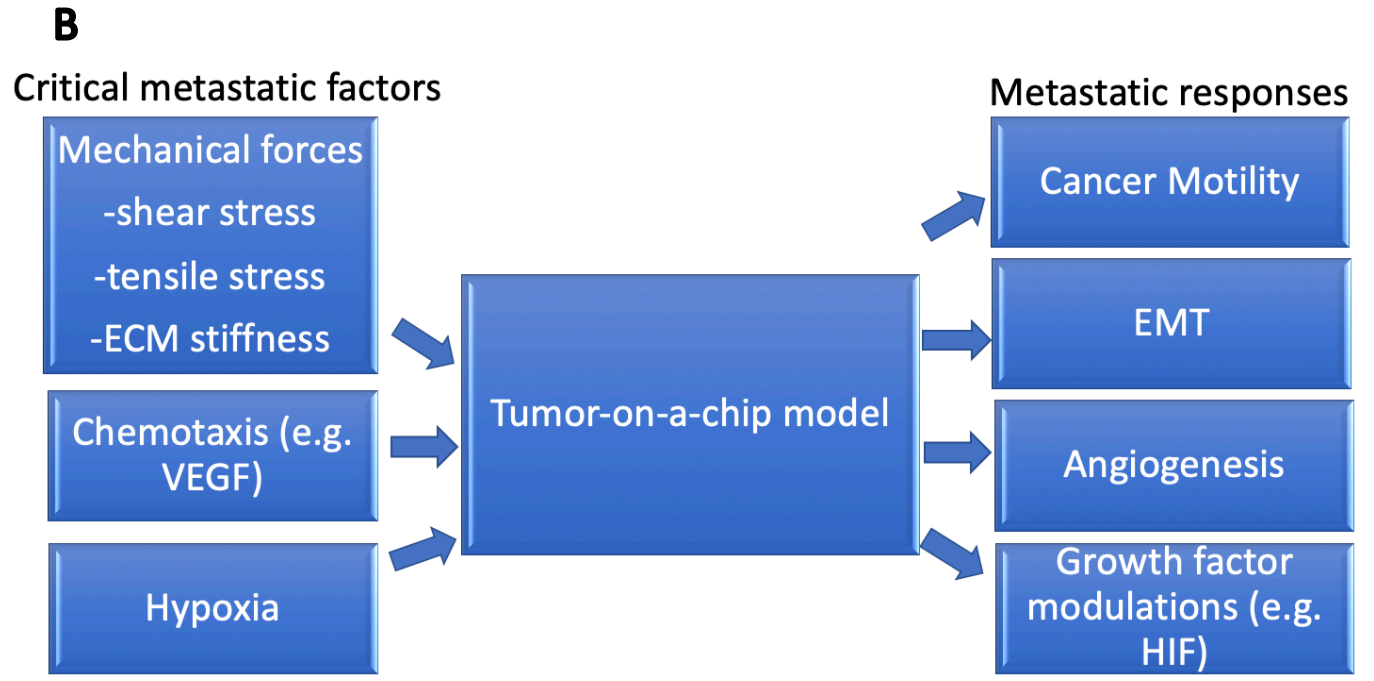 B
Critical metastatic factors
Mechanical forces
-shear stress
-tensile stress
-ECM stiffness
Chemotaxis (e.g.
VEGF)
Hypoxia
Tumor-on-a-chip model
Metastatic responses
Cancer Motility
EMT
Angiogenesis
Growth factor
modulations (e.g.
HIF)